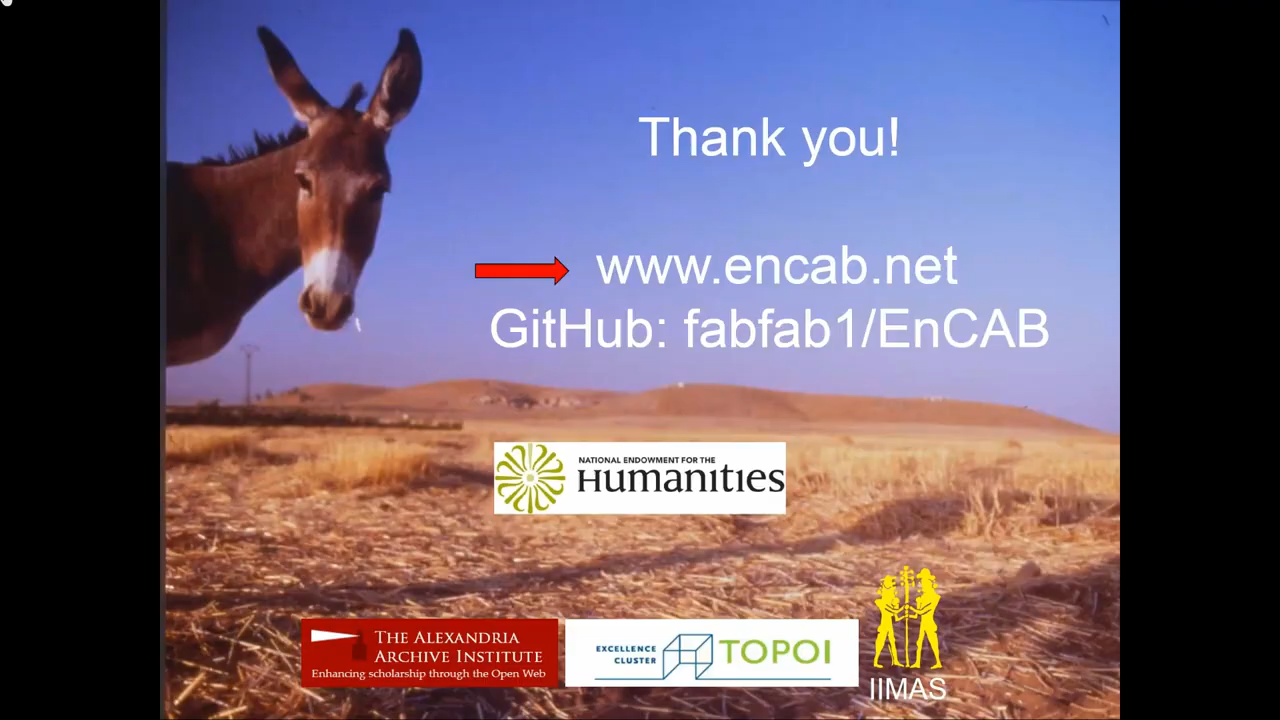 Thank you!
www.encab.net
GitHub: fabfab1/EnCAB
NATIONAL ENDOWMENT FOR THE
Humanities
THE ALEXANDRIA
ARCHIVE INSTITUTE
Enhancing scholarship through the Open Web
EXCELLENCE
CLUSTER
TOPOI
IIMAS